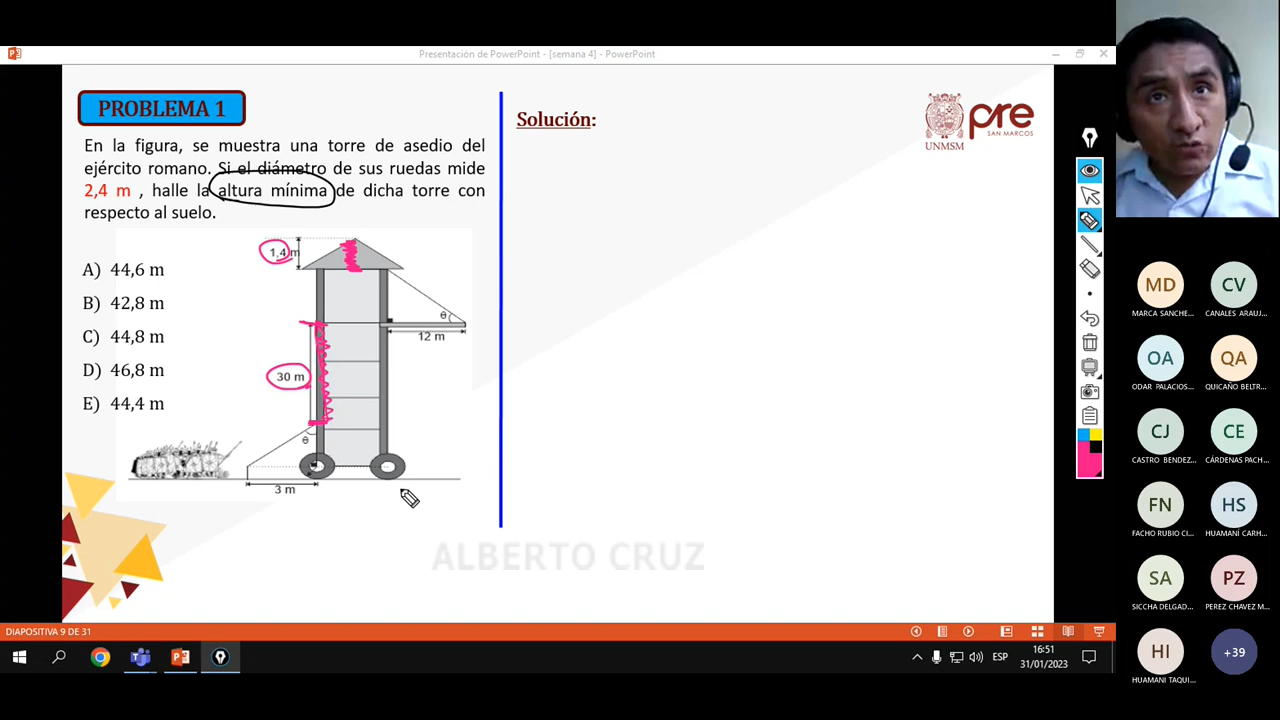 Presentación de PowerPoint - [semana 4] - PowerPoint
PROBLEMA 1
En la figura, se muestra una torre de asedio del
ejército romano. Si el diámetro de sus ruedas mide
2,4 m , halle la altura mínima de dicha torre con
respecto al suelo.
A) 44,6 m
B) 42,8 m
C) 44,8 m
D) 46,8 m
E) 44,4 m
1,4 m
θ
12 m
30 m
θ
3 m
Solución:
UNMSM
pre
SAN MARCOS
ALBERTO CRUZ
MD
MARCA SANCHE...
CV
CANALES ARAUJ...
OA
ODAR PALACIOS...
QA
QUICAÑO BELTR...
CJ
CASTRO BENDEZ...
CE
CÁRDENAS PACH...
FN
FACHO RUBIO CI...
HS
HUAMANÍ CARH...
SA
SICCHA DELGAD...
PZ
PEREZ CHAVEZ M...
HI
HUAMANI TAQUI...
+39
DIAPOSITIVA 9 DE 31
ESP
16:51
31/01/2023